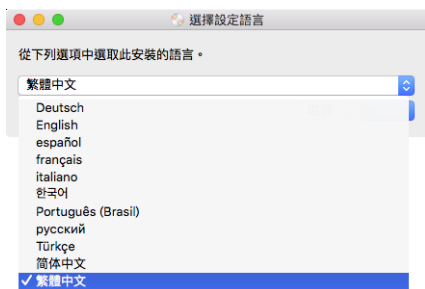 選擇設定語言
從下列選項中選取此安裝的語言。
繁體中文
Deutsch
English
español
français
italiano
한국어
Português (Brasil)
русский
Türkçe
简体中文
✓ 繁體中文